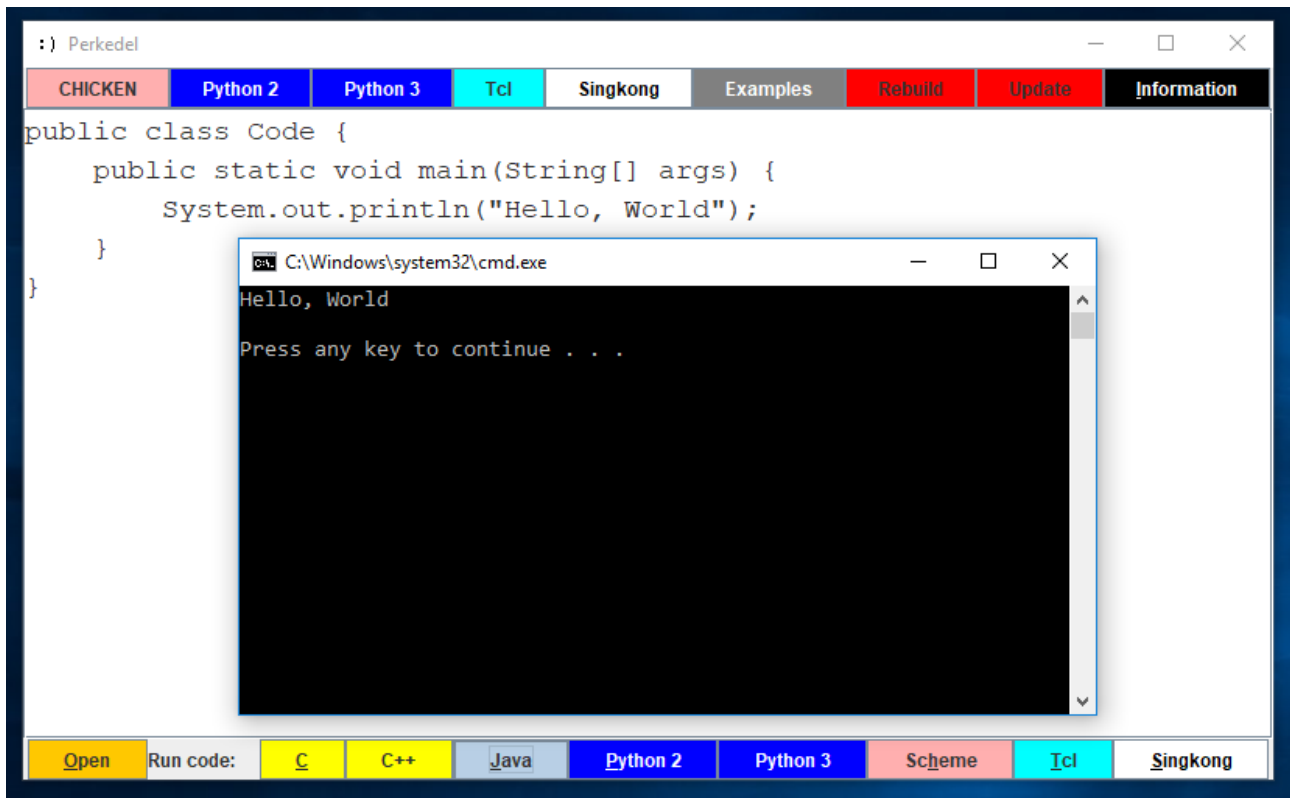 :) Perkedel
CHICKEN Python 2 Python 3 Tcl Singkong Examples Rebuild Update Information
public class Code {
    public static void main(String[] args) {
        System.out.println("Hello, World");
    }
}
C:\Windows\system32\cmd.exe
Hello, World
Press any key to continue . . .
Open Run code: C C++ Java Python 2 Python 3 Scheme Tcl Singkong